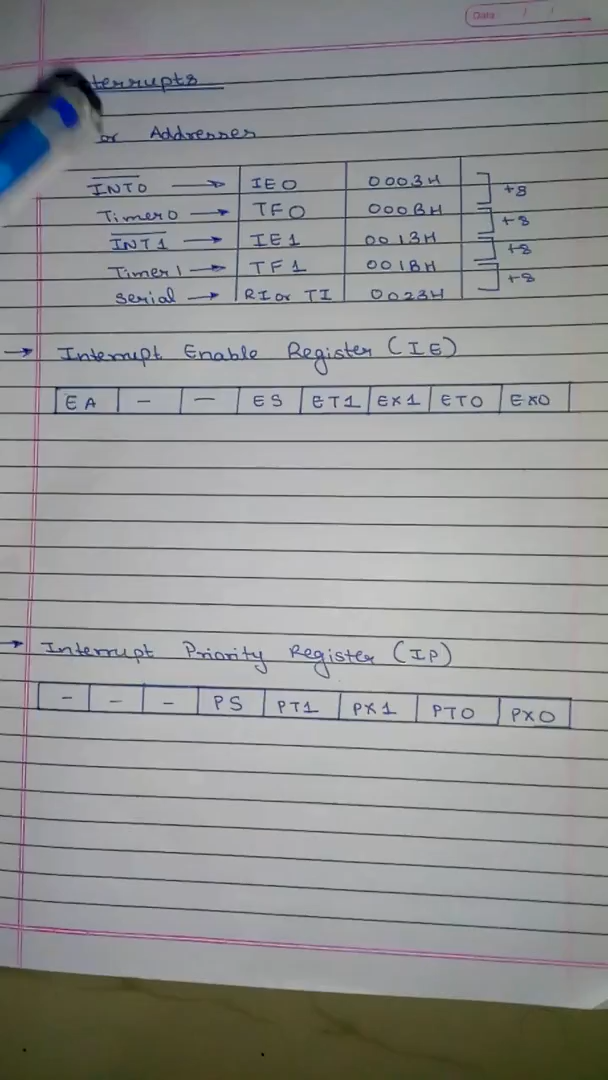 Data / /
terrupts
or Addresses
INT0 → IE0 0003H
+8
Timer0 → TF0 000BH
+8
INT1 → IE1 0013H
+8
Timer1 → TF1 001BH
+8
Serial → RI or TI 0023H
→ Interrupt Enable Register (IE)
EA - - ES ET1 EX1 ET0 EX0
→ Interrupt Priority Register (IP)
- - - PS PT1 PX1 PT0 PX0